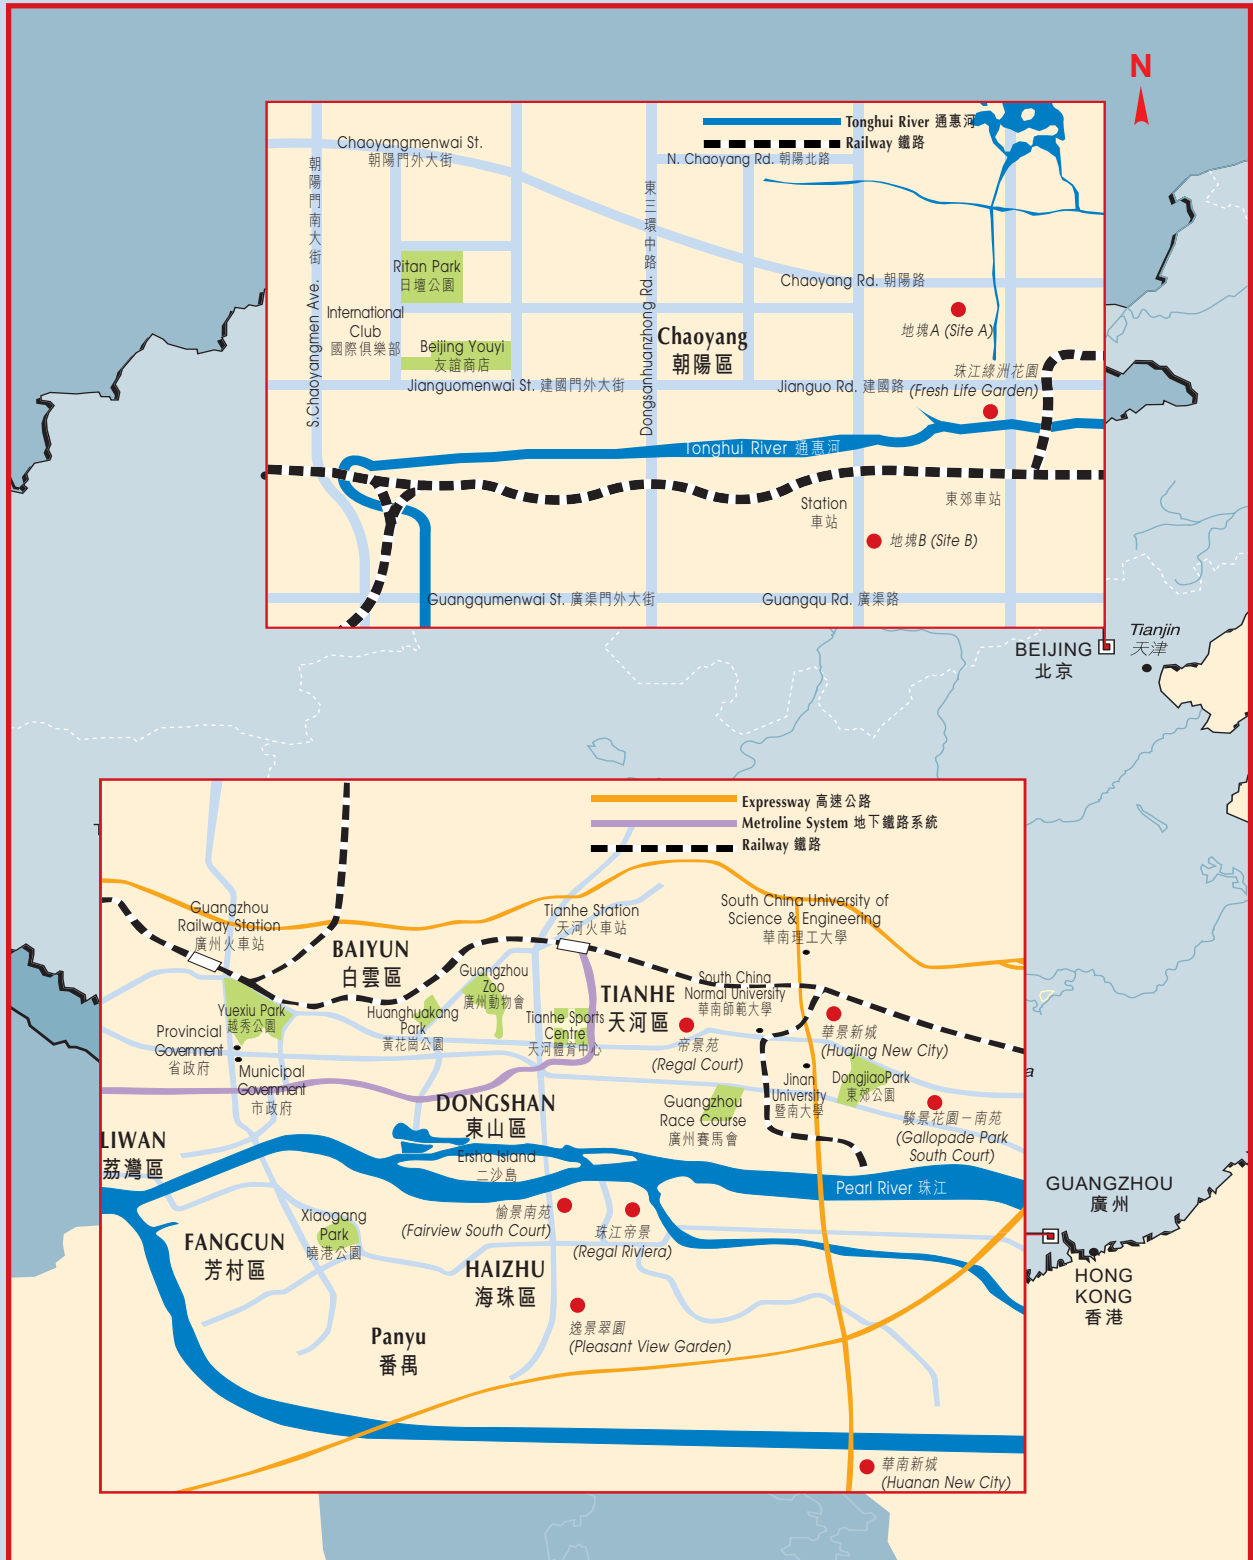 N
Tonghui River 通惠河
Railway 鐵路
Chaoyangmenwai St.
朝陽門外大街
N. Chaoyang Rd. 朝陽北路
朝陽門南大街
S.Chaoyangmen Ave.
東三環中路
Dongsanhuanzhong Rd.
Ritan Park
日壇公園
Chaoyang Rd. 朝陽路
International
Club
國際俱樂部
Beijing Youyi
友誼商店
Chaoyang
朝陽區
地塊A (Site A)
珠江綠洲花園
(Fresh Life Garden)
Jianguomenwai St. 建國門外大街
Jianguo Rd. 建國路
Tonghui River 通惠河
Station
車站
東郊車站
地塊B (Site B)
Guangqumenwai St. 廣渠門外大街
Guangqu Rd. 廣渠路
BEIJING
北京
Tianjin
天津
Expressway 高速公路
Metroline System 地下鐵路系統
Railway 鐵路
Guangzhou
Railway Station
廣州火車站
Tianhe Station
天河火車站
South China University of
Science & Engineering
華南理工大學
BAIYUN
白雲區
Guangzhou
Zoo
廣州動物會
TIANHE
天河區
South China
Normal University
華南師範大學
Yuexiu Park
越秀公園
Huanghuakang
Park
黃花崗公園
Tianhe Sports
Centre
天河體育中心
Provincial
Government
省政府
Municipal
Government
市政府
帝景苑
(Regal Court)
華景新城
(Huajing New City)
Jinan
University
暨南大學
DongjiaoPark
東郊公園
Guangzhou
Race Course
廣州賽馬會
駿景花園－南苑
(Gallopade Park
South Court)
DONGSHAN
東山區
LIWAN
荔灣區
Ersha Island
二沙島
Pearl River 珠江
Xiaogang
Park
曉港公園
愉景南苑
(Fairview South Court)
珠江帝景
(Regal Riviera)
FANGCUN
芳村區
HAIZHU
海珠區
逸景翠園
(Pleasant View Garden)
Panyu
番禺
華南新城
(Huanan New City)
GUANGZHOU
廣州
HONG
KONG
香港